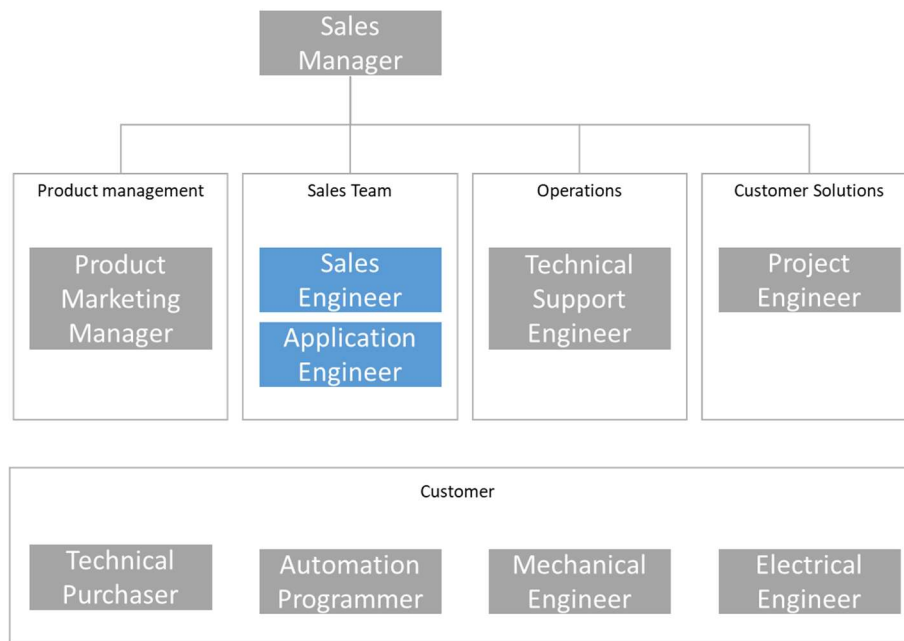 Sales
Manager
Product management
Sales Team
Operations
Customer Solutions
Product
Marketing
Manager
Sales
Engineer
Application
Engineer
Technical
Support
Engineer
Project
Engineer
Customer
Technical
Purchaser
Automation
Programmer
Mechanical
Engineer
Electrical
Engineer